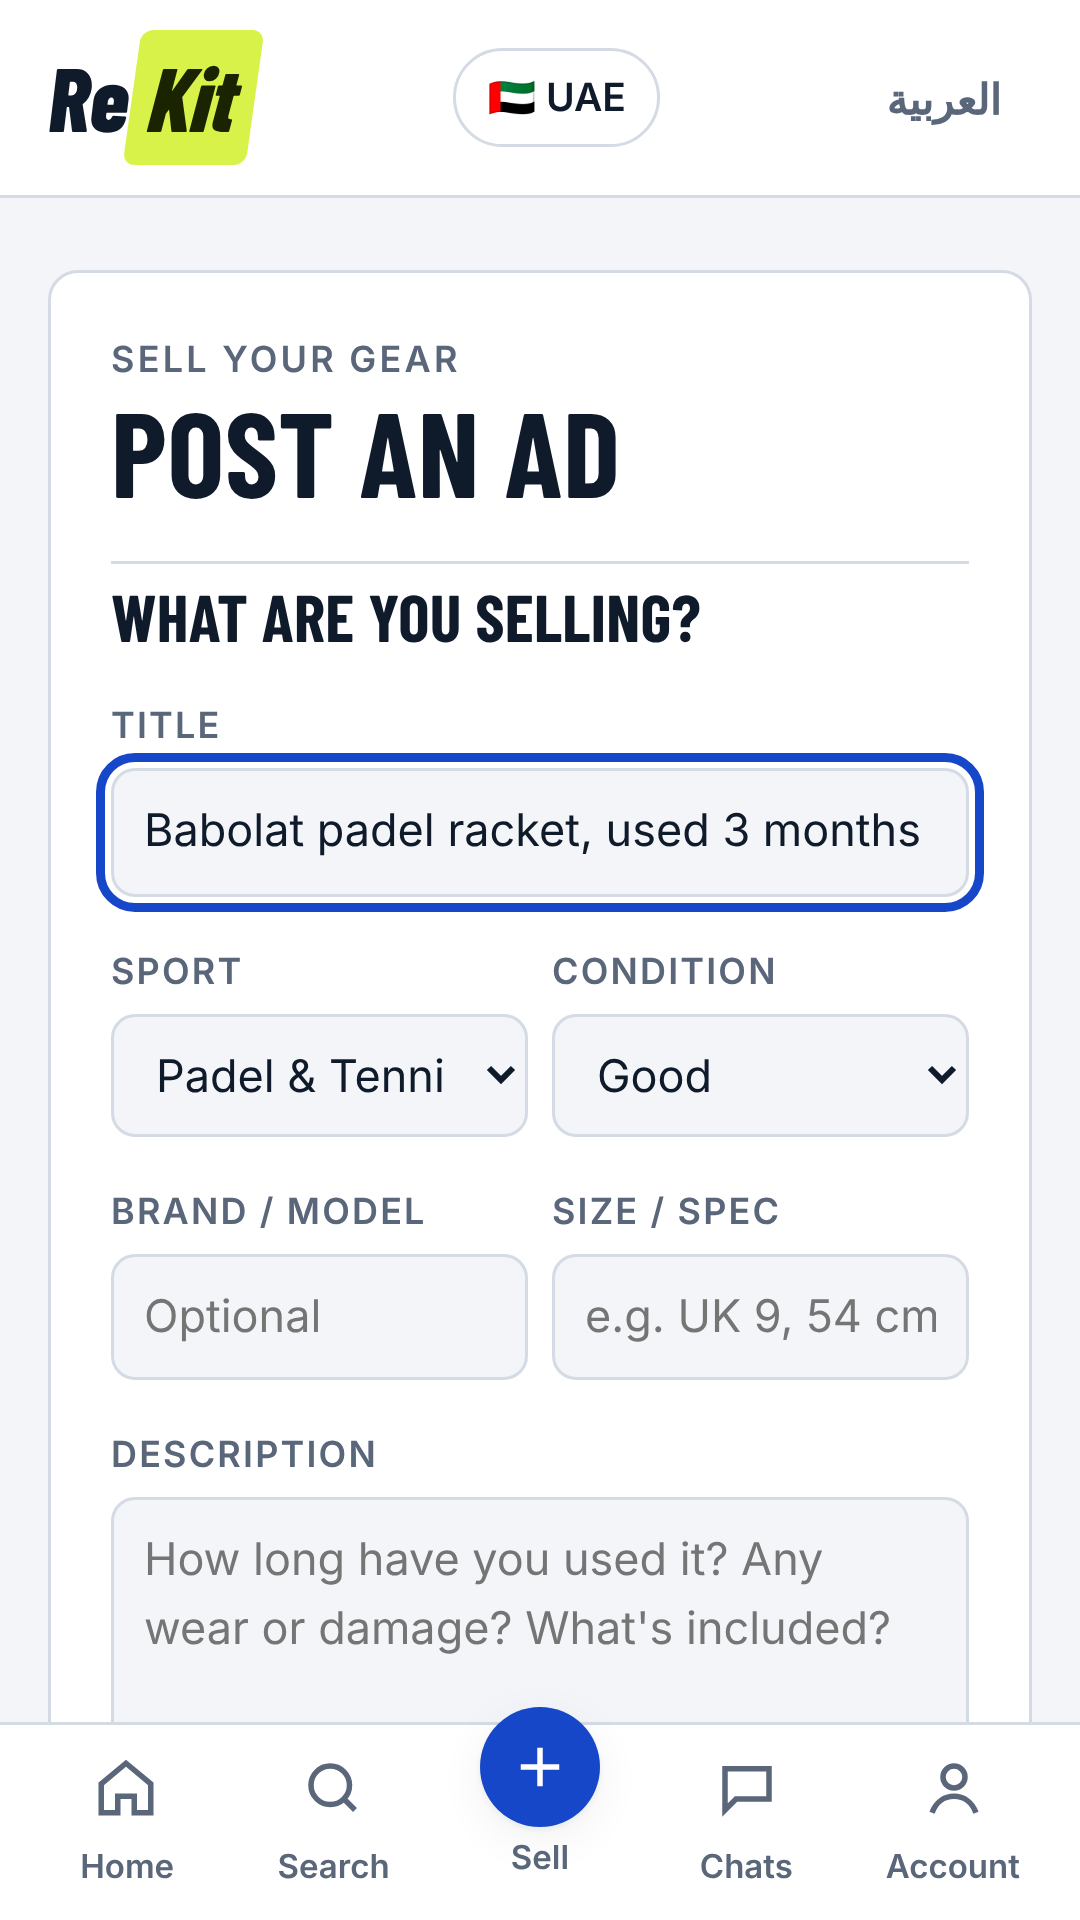 Re Kit
🇦🇪 UAE
العربية
SELL YOUR GEAR
POST AN AD
WHAT ARE YOU SELLING?
TITLE
Babolat padel racket, used 3 months
SPORT
CONDITION
Padel & Tenni
Good
BRAND / MODEL
SIZE / SPEC
Optional
e.g. UK 9, 54 cm
DESCRIPTION
How long have you used it? Any
wear or damage? What's included?
Home
Search
Sell
Chats
Account